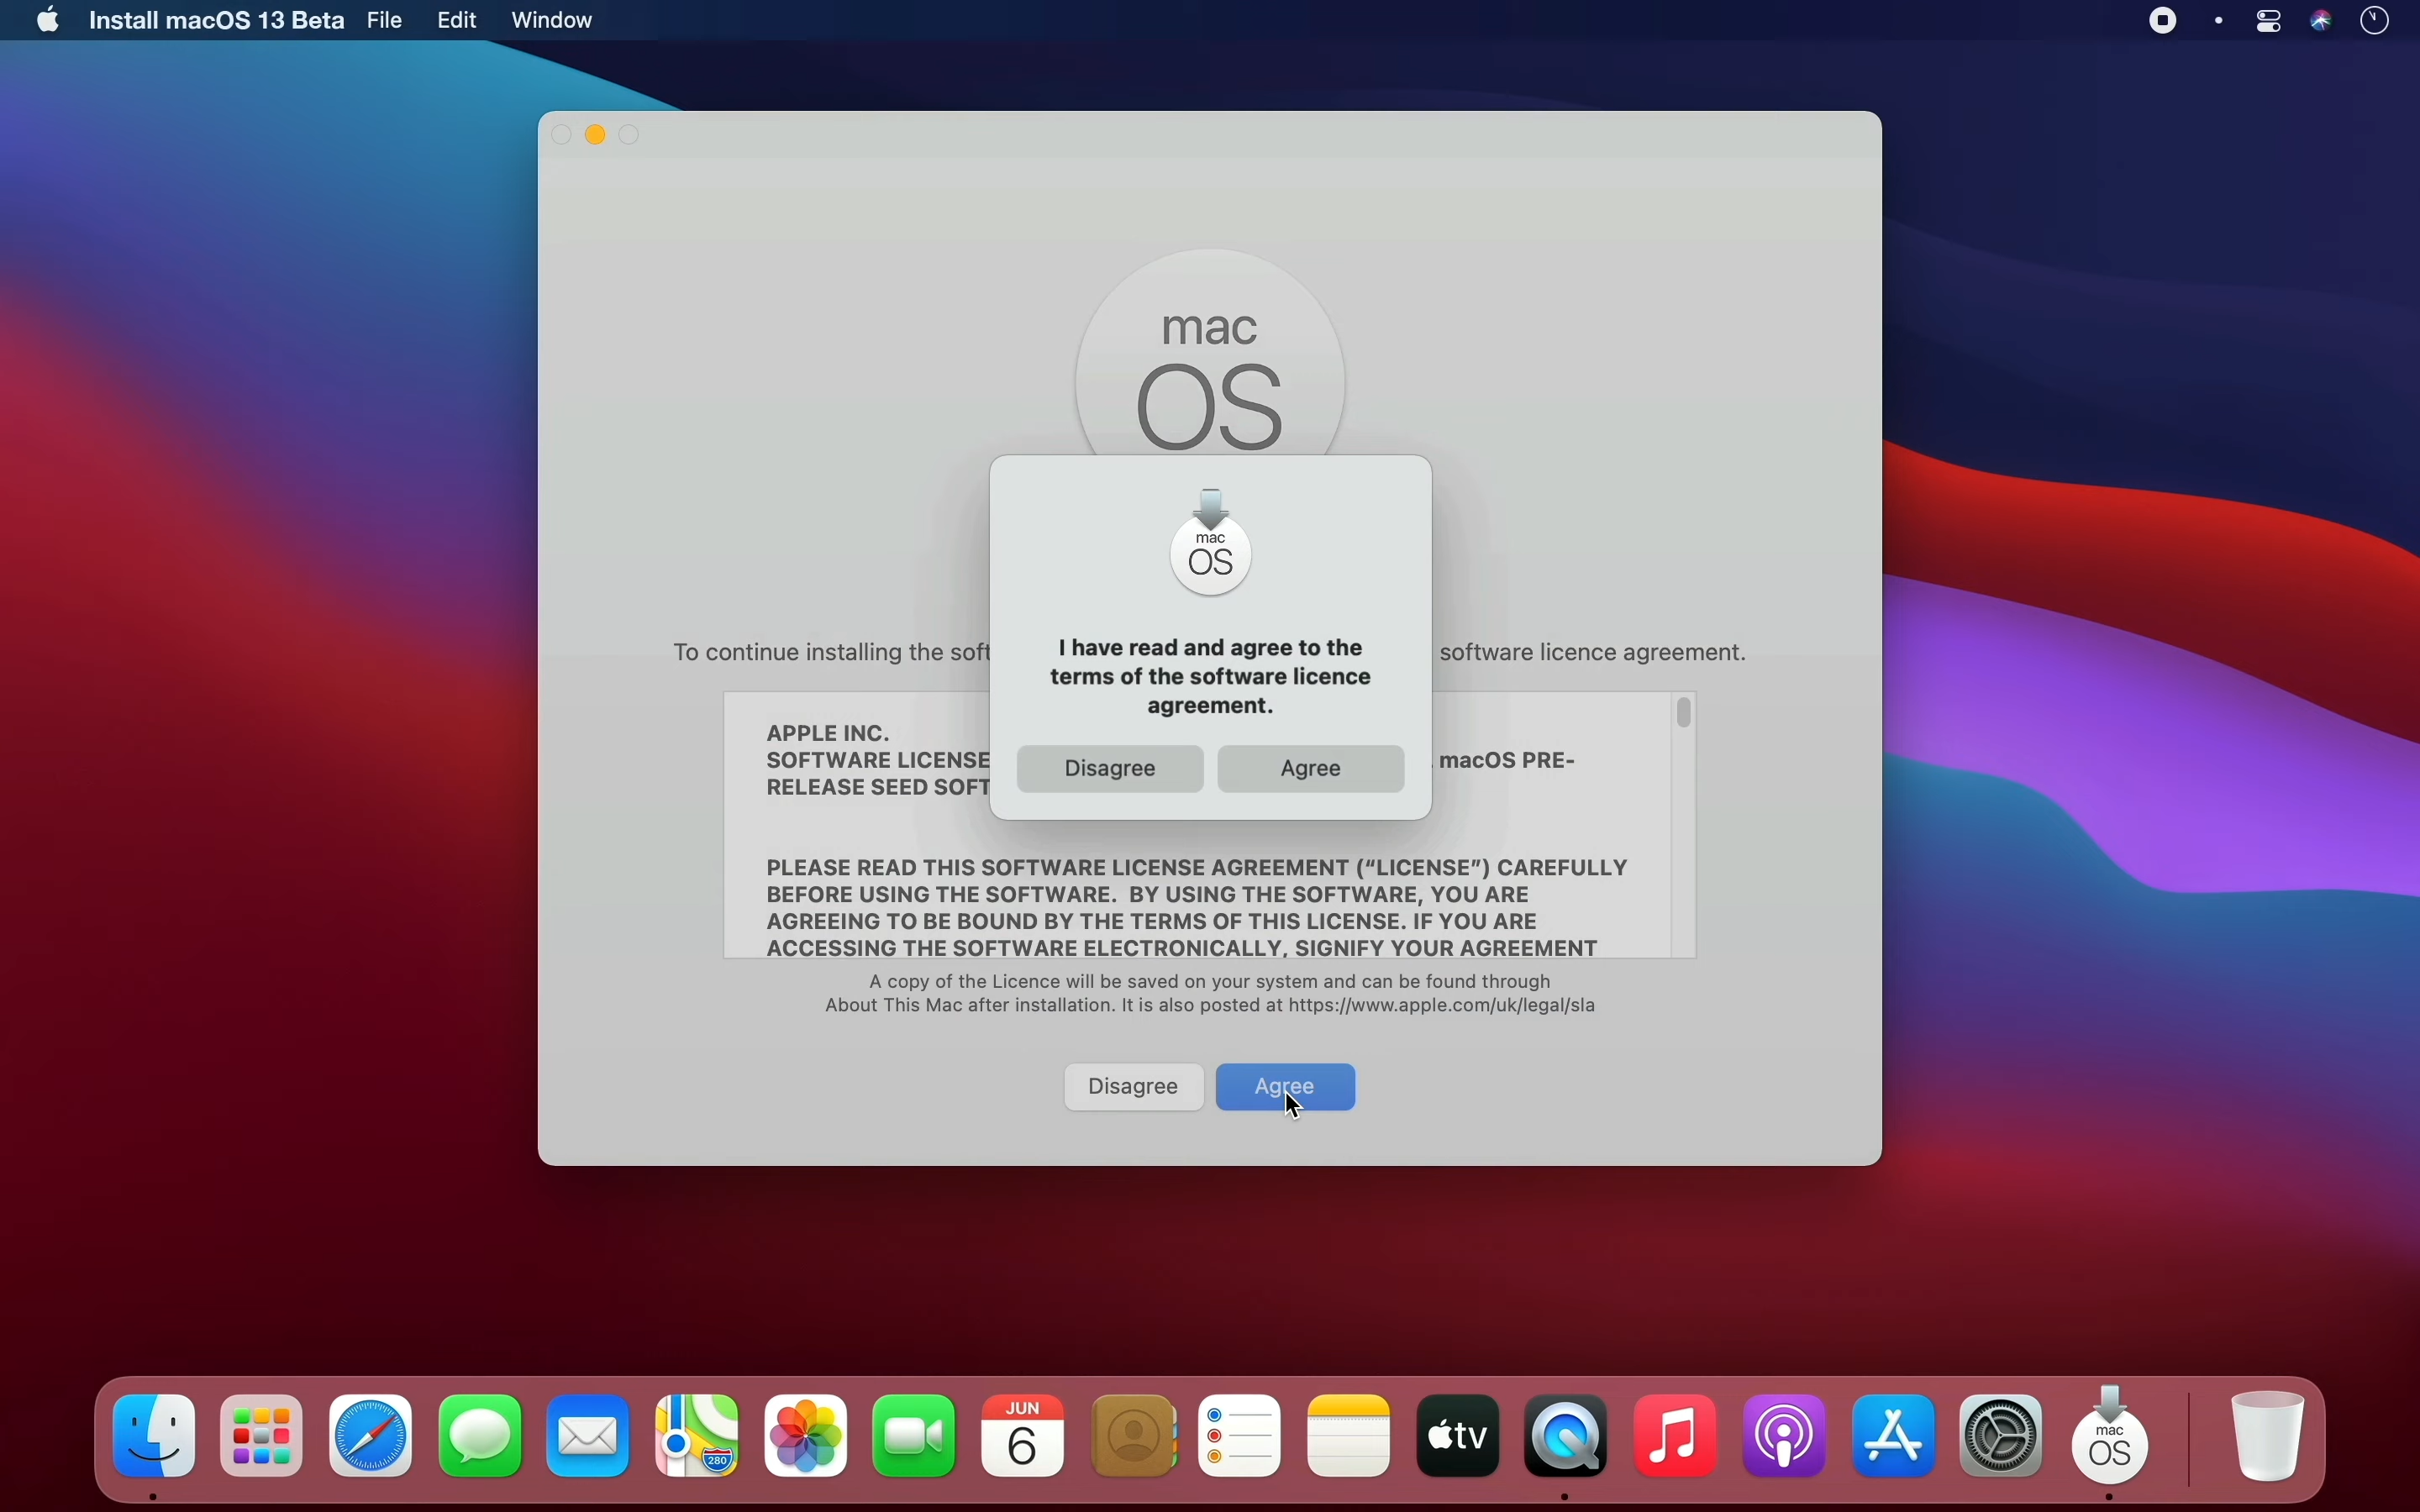 Install macOS 13 Beta File Edit Window
mac
OS
mac
OS
I have read and agree to the
terms of the software licence
agreement.
Disagree Agree
To continue installing the soft software licence agreement.
APPLE INC.
SOFTWARE LICENSE macOS PRE-
RELEASE SEED SOFT
PLEASE READ THIS SOFTWARE LICENSE AGREEMENT (“LICENSE”) CAREFULLY
BEFORE USING THE SOFTWARE. BY USING THE SOFTWARE, YOU ARE
AGREEING TO BE BOUND BY THE TERMS OF THIS LICENSE. IF YOU ARE
ACCESSING THE SOFTWARE ELECTRONICALLY, SIGNIFY YOUR AGREEMENT
A copy of the Licence will be saved on your system and can be found through
About This Mac after installation. It is also posted at https://www.apple.com/uk/legal/sla
Disagree Agree
280
JUN
6
tv
mac
OS